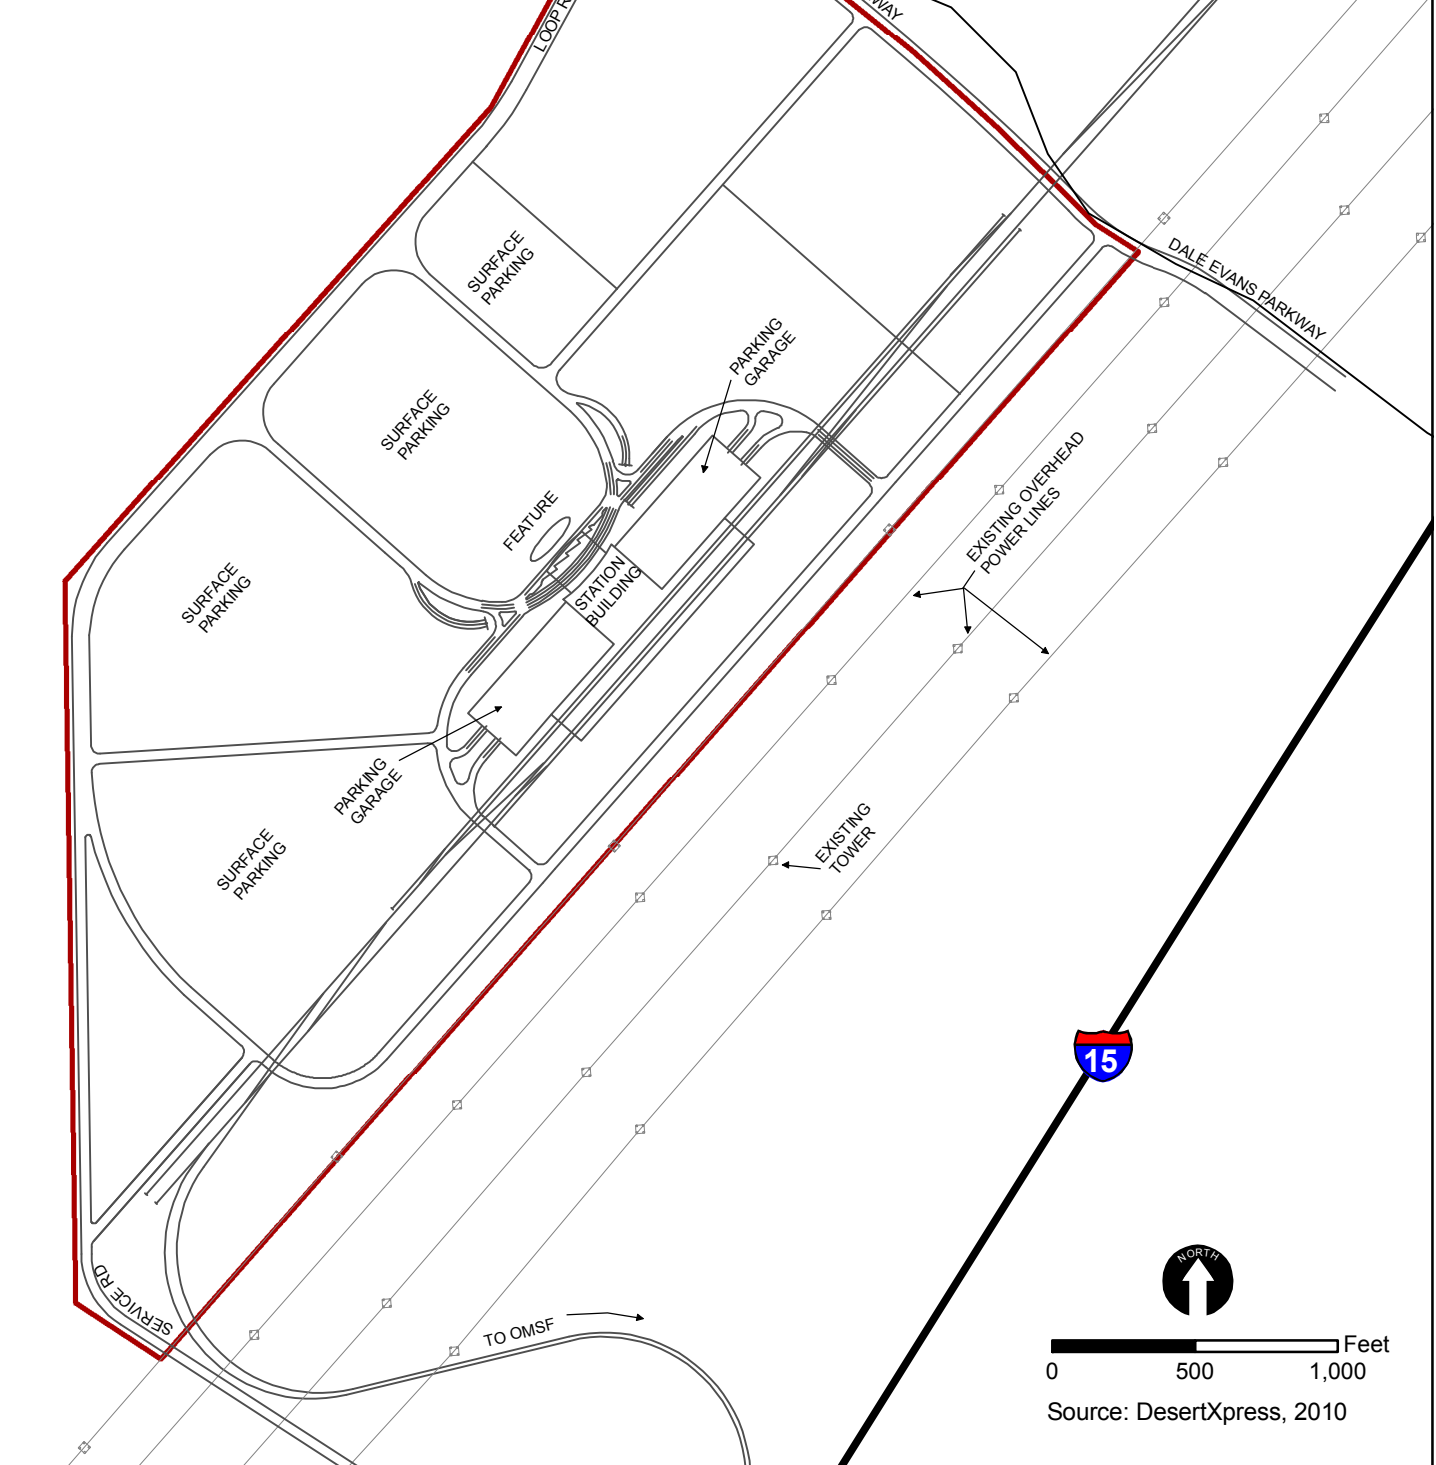 LOOP R
WAY
DALE EVANS PARKWAY
SURFACE
PARKING
PARKING
GARAGE
SURFACE
PARKING
FEATURE
EXISTING OVERHEAD
POWER LINES
STATION
BUILDING
SURFACE
PARKING
PARKING
GARAGE
SURFACE
PARKING
EXISTING
TOWER
15
NORTH
SERVICE RD
TO OMSF
Feet
0 500 1,000
Source: DesertXpress, 2010